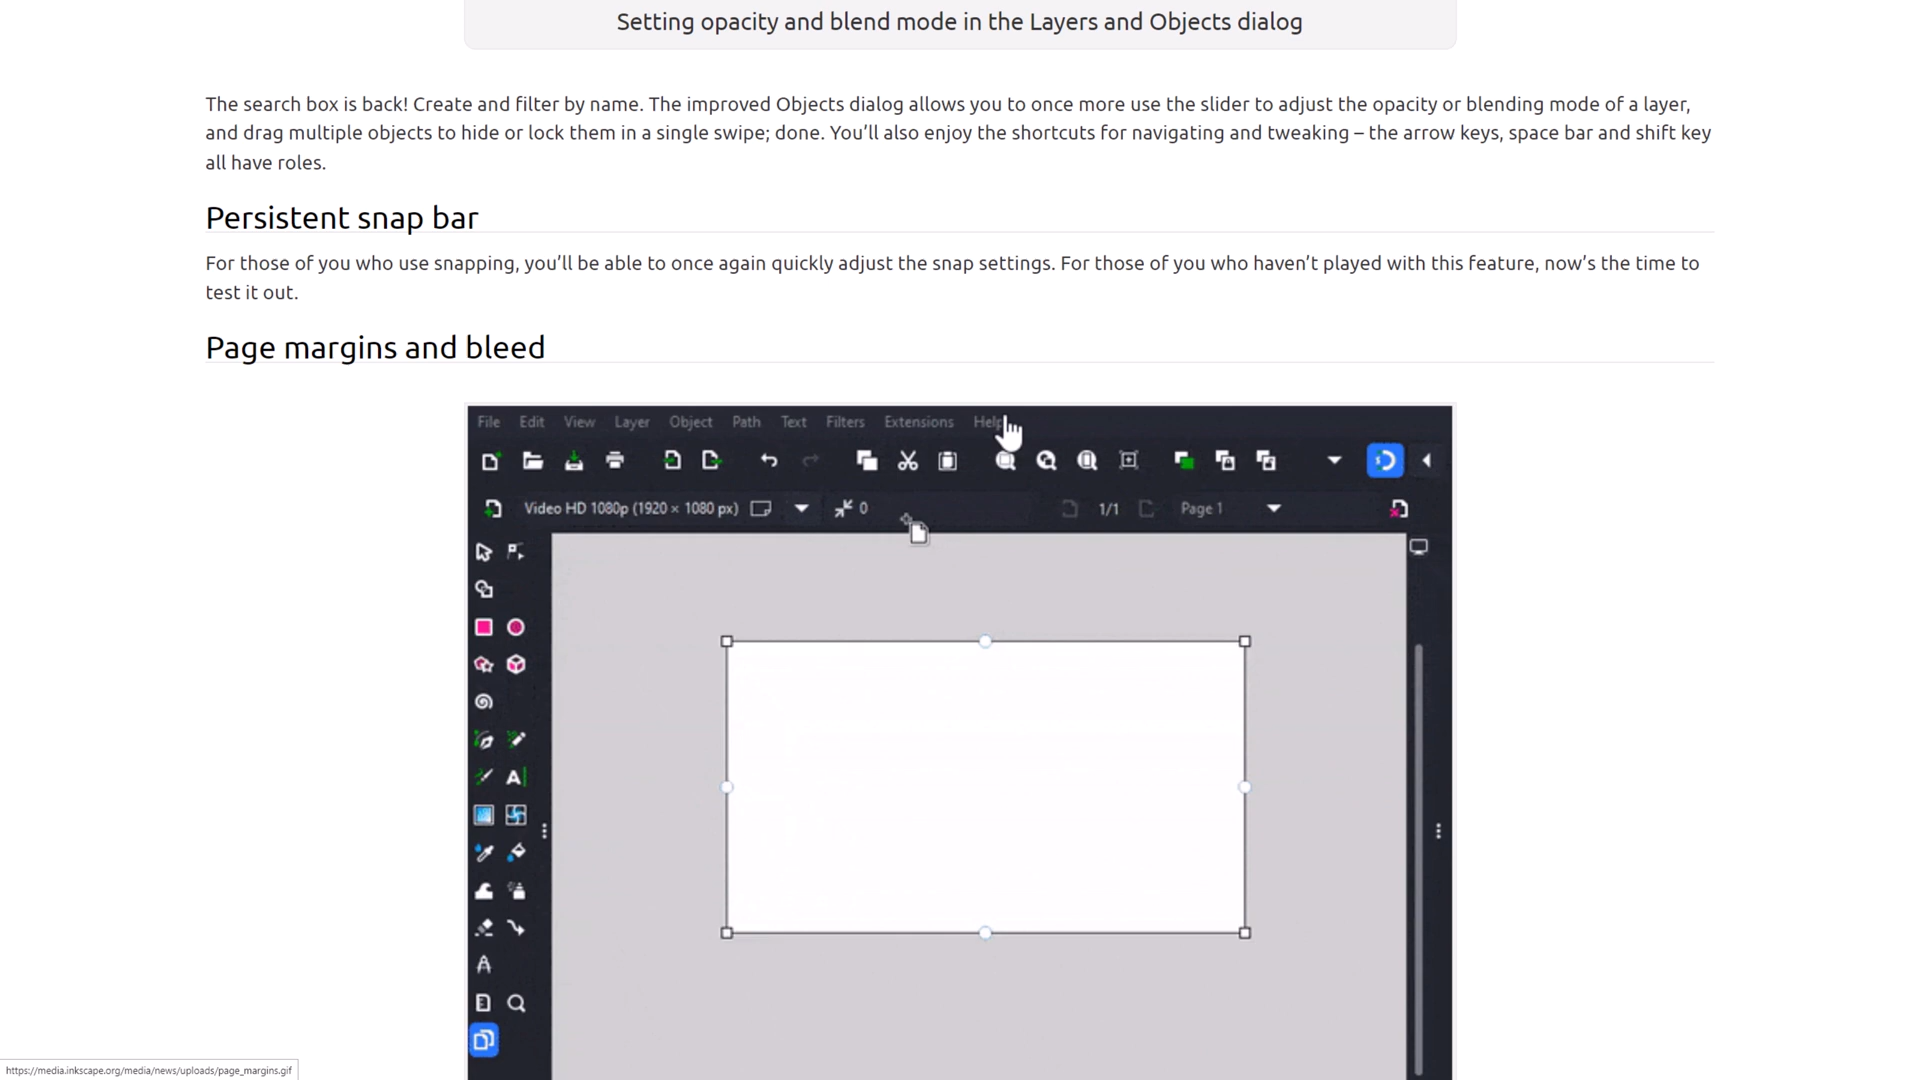 Setting opacity and blend mode in the Layers and Objects dialog
The search box is back! Create and filter by name. The improved Objects dialog allows you to once more use the slider to adjust the opacity or blending mode of a layer,
and drag multiple objects to hide or lock them in a single swipe; done. You’ll also enjoy the shortcuts for navigating and tweaking – the arrow keys, space bar and shift key
all have roles.
Persistent snap bar
For those of you who use snapping, you’ll be able to once again quickly adjust the snap settings. For those of you who haven’t played with this feature, now’s the time to
test it out.
Page margins and bleed
File Edit View Layer Object Path Text Filters Extensions Help
Video HD 1080p (1920 × 1080 px) 0 1/1 Page 1
https://media.inkscape.org/media/news/uploads/page_margins.gif